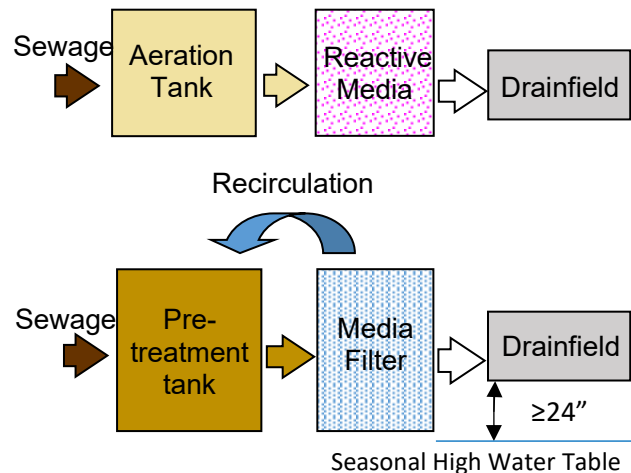 Sewage
Aeration
Tank
Reactive
Media
Drainfield
Recirculation
Sewage
Pre-
treatment
tank
Media
Filter
Drainfield
≥24”
Seasonal High Water Table